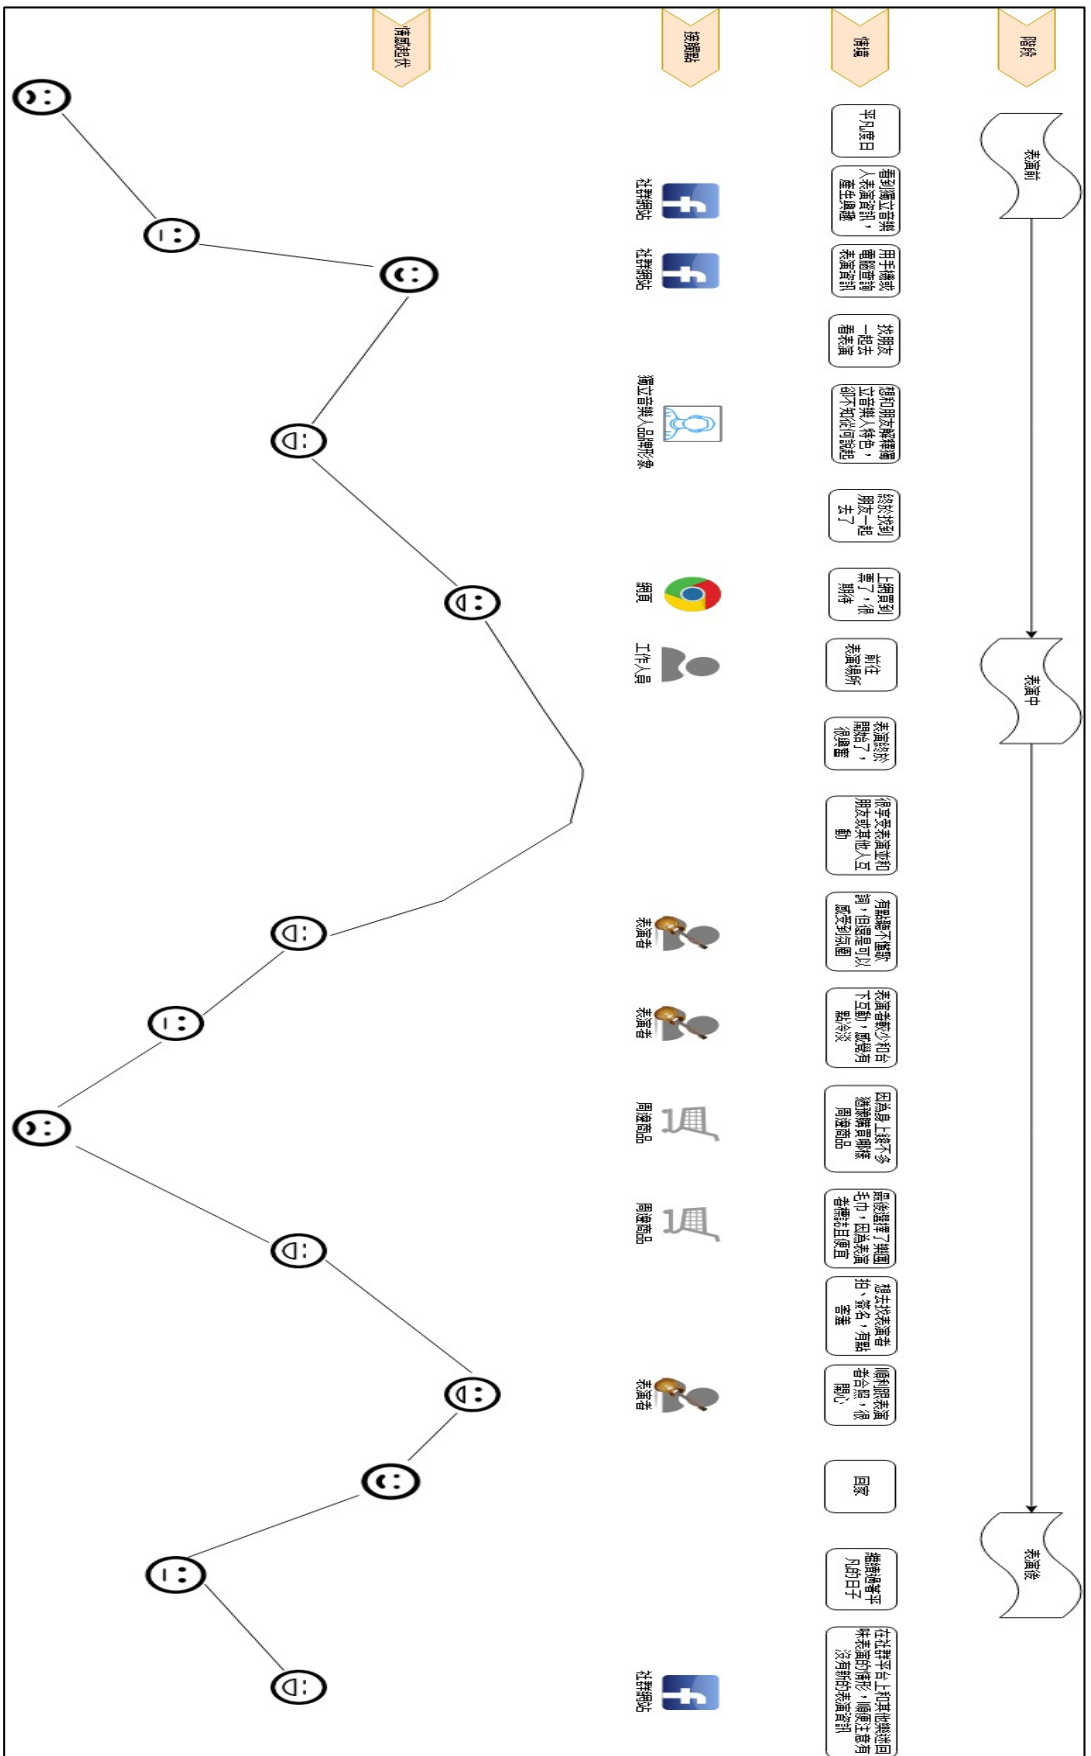 階段
表演前
表演中
表演後
情境
平凡度日
看到獨立音樂
人表演資訊，
產生興趣
用手機或
電腦查詢
表演資訊
找朋友
一起去
看表演
想和朋友解釋獨
立音樂人特色，
卻不知從何說起
終於找到
朋友一起
去了
上網買到
票了，很
期待
前往
表演場所
表演終於
開始了，
很興奮
很享受表演並和
朋友或其他人互
動
有點聽不懂歌
詞，但還是可以
感受到氛圍
表演者較少和台
下互動，感覺有
點冷淡
因為身上錢不多
猶豫購買哪樣
周邊商品
最後選擇了樂團
毛巾，因為表演
者標誌且便宜
想去找表演者
拍、簽名，有點
害羞
順利跟表演
者合照，很
開心
回家
繼續過著平
凡的日子
在社群平台上和其他樂迷回
味表演的情形，順便注意有
沒有新的表演資訊
接觸點
社群網站
社群網站
獨立音樂人品牌形象
網頁
工作人員
表演者
表演者
周邊商品
周邊商品
表演者
社群網站
情感起伏